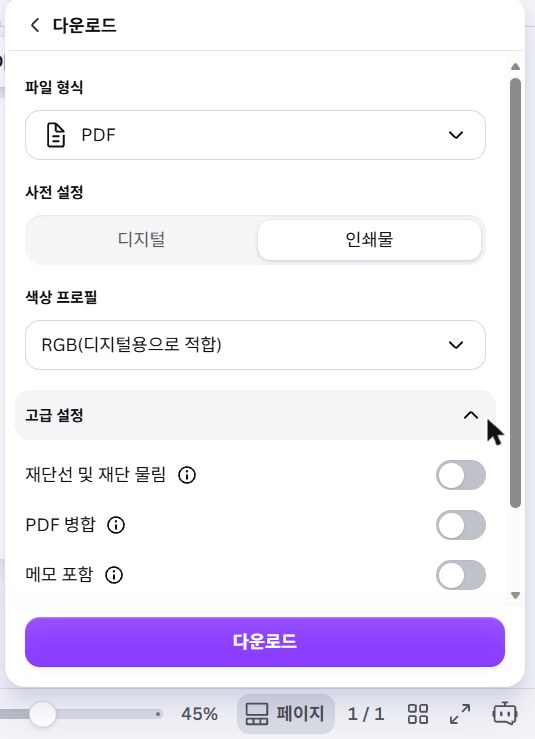 다운로드
파일 형식
PDF
사전 설정
디지털
인쇄물
색상 프로필
RGB(디지털용으로 적합)
고급 설정
재단선 및 재단 물림
PDF 병합
메모 포함
다운로드
45%
페이지
1 / 1